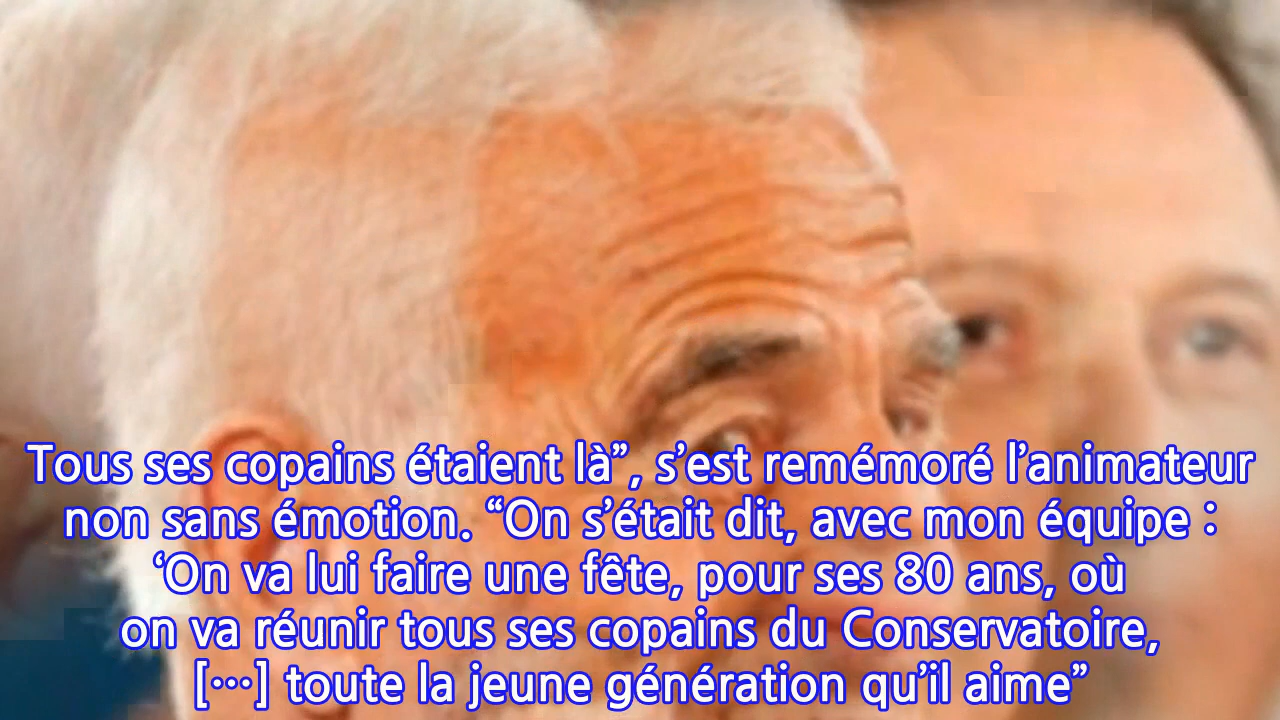 Tous ses copains étaient là”, s’est remémoré l’animateur
non sans émotion. “On s’était dit, avec mon équipe :
‘On va lui faire une fête, pour ses 80 ans, où
on va réunir tous ses copains du Conservatoire,
[…] toute la jeune génération qu’il aime”